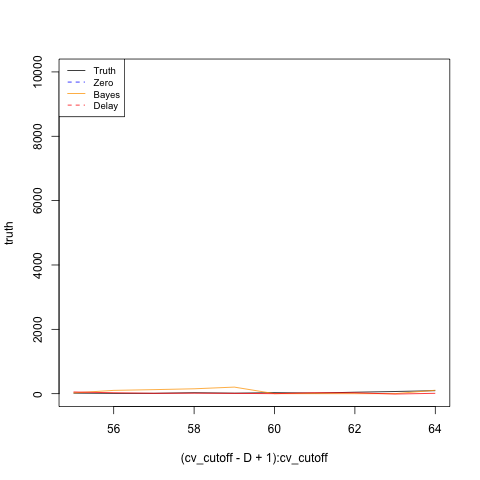 Truth
Zero
Bayes
Delay
10000
8000
6000
4000
2000
0
truth
56
58
60
62
64
(cv_cutoff - D + 1):cv_cutoff